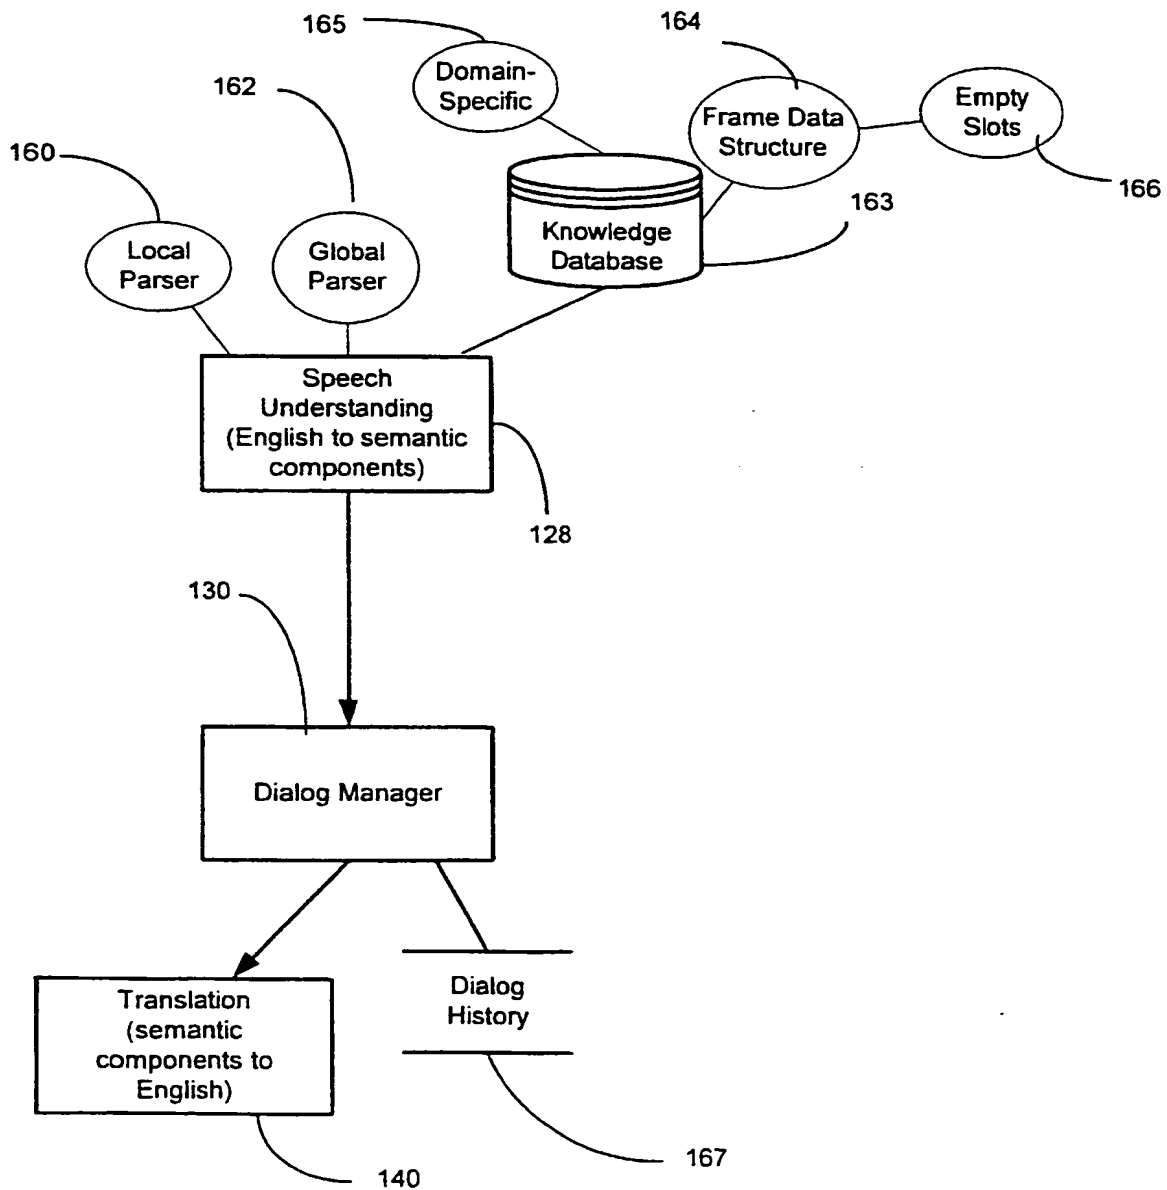 165
164
Domain-
Specific
Empty
Slots
162
Frame Data
Structure
160
166
163
Local
Parser
Global
Parser
Knowledge
Database
Speech
Understanding
(English to semantic
components)
128
130
Dialog Manager
Translation
(semantic
components to
English)
Dialog
History
140
167